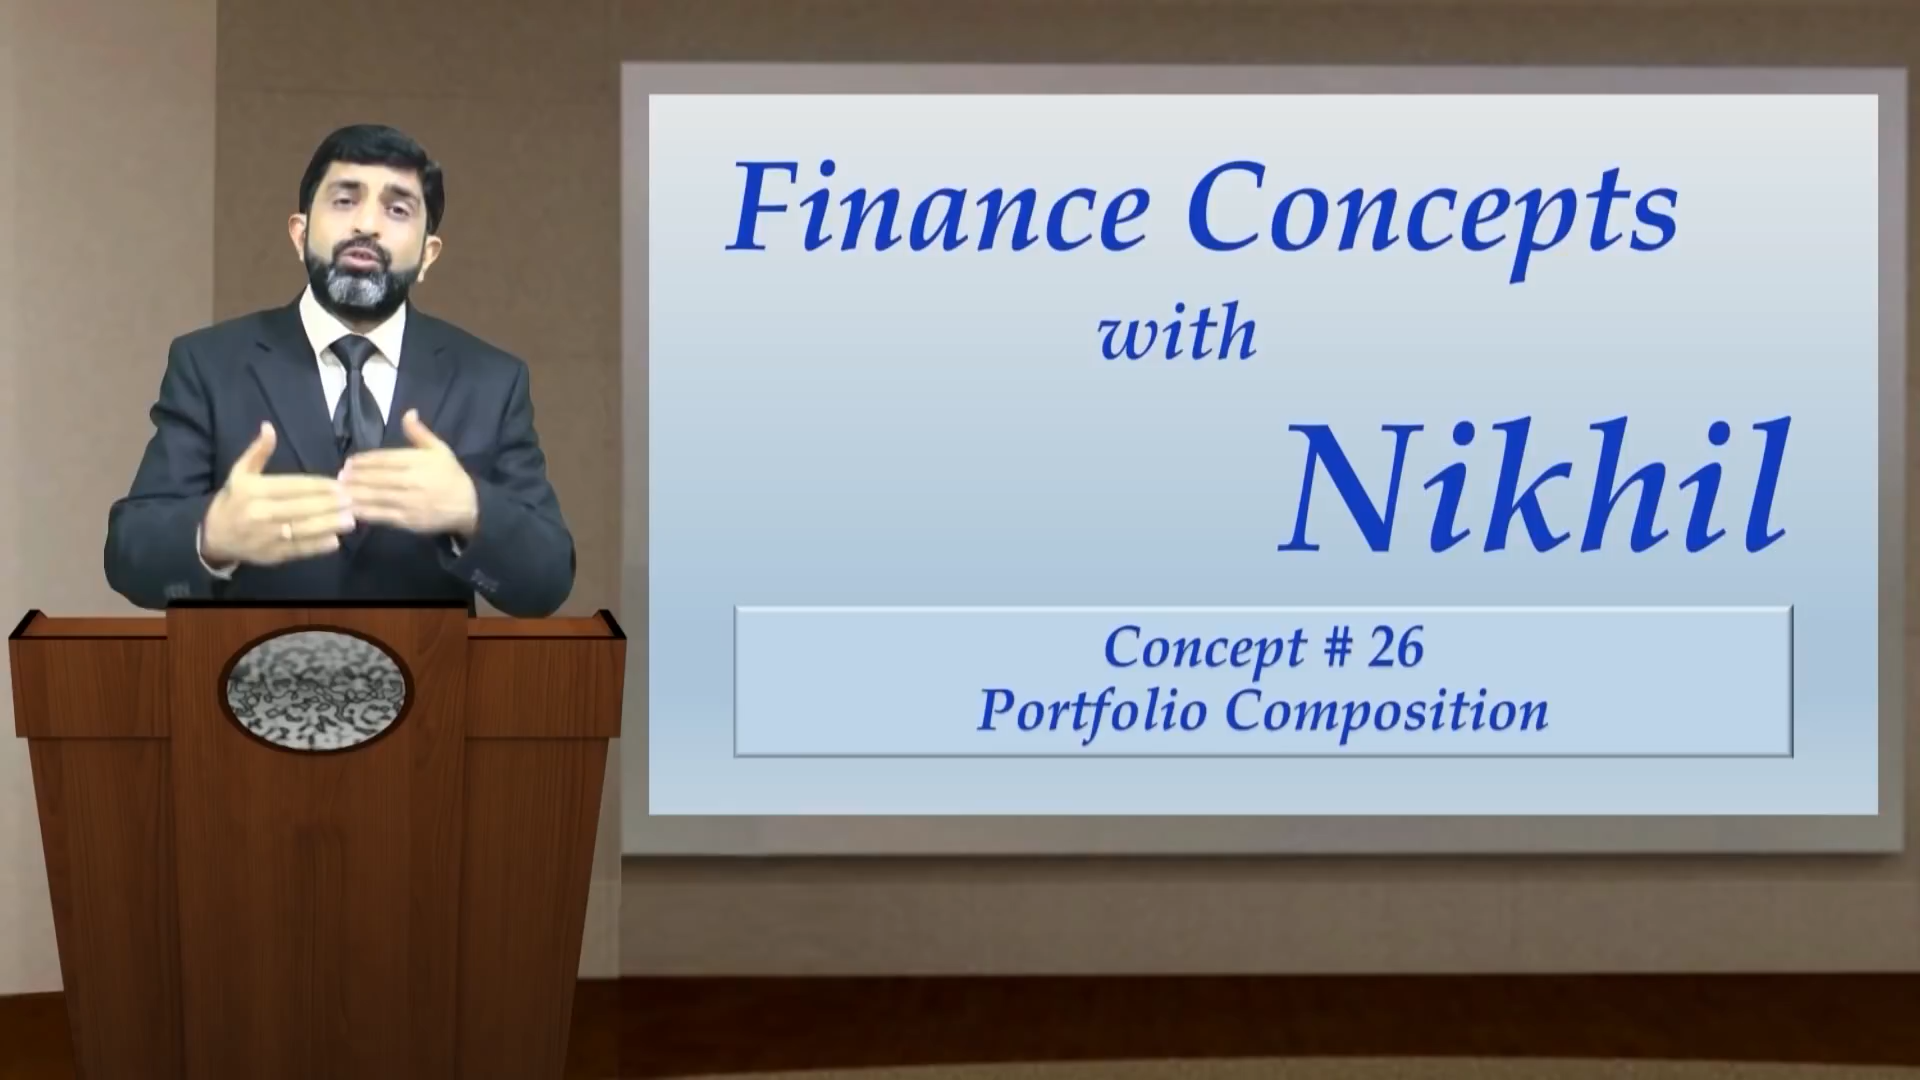 Finance Concepts
with
Nikhil
Concept # 26
Portfolio Composition